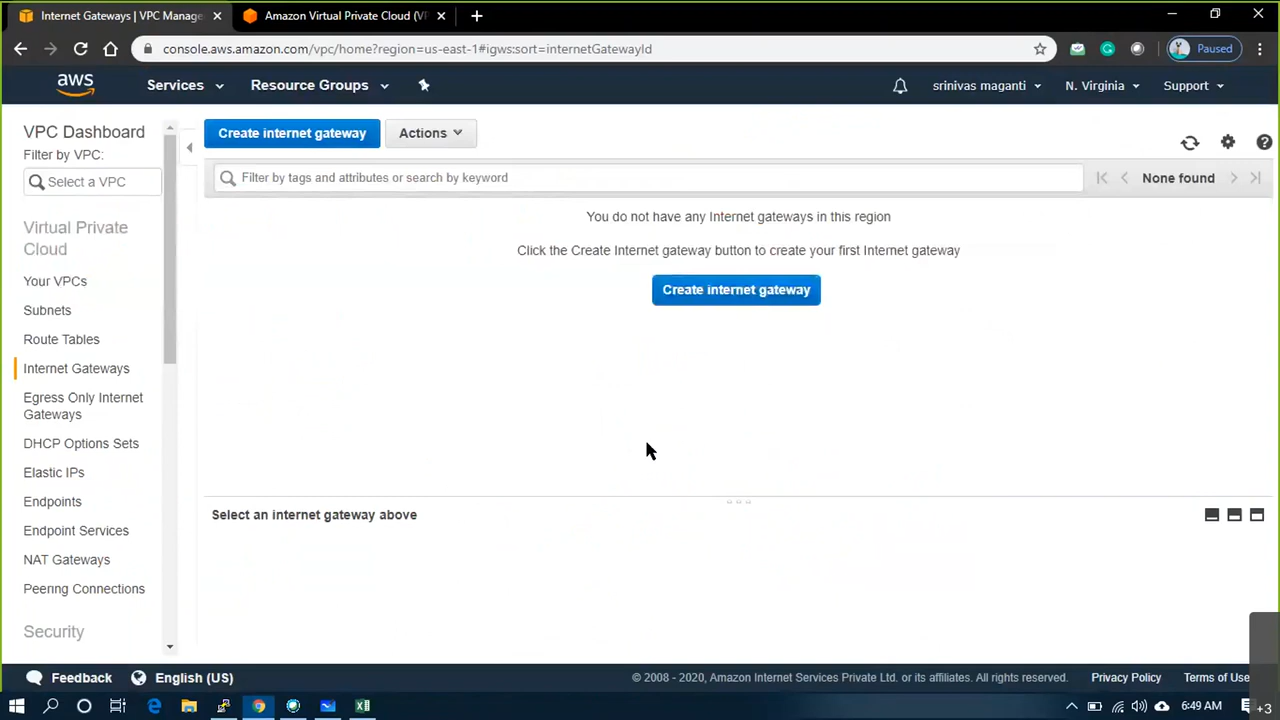 Internet Gateways | VPC Manage
Amazon Virtual Private Cloud (VP
console.aws.amazon.com/vpc/home?region=us-east-1#igws:sort=internetGatewayId
Paused
aws
Services
Resource Groups
srinivas maganti
N. Virginia
Support
VPC Dashboard
Filter by VPC:
Select a VPC
Virtual Private
Cloud
Your VPCs
Subnets
Route Tables
Internet Gateways
Egress Only Internet
Gateways
DHCP Options Sets
Elastic IPs
Endpoints
Endpoint Services
NAT Gateways
Peering Connections
Security
Create internet gateway
Actions
Filter by tags and attributes or search by keyword
None found
You do not have any Internet gateways in this region
Click the Create Internet gateway button to create your first Internet gateway
Create internet gateway
Select an internet gateway above
Feedback
English (US)
© 2008 - 2020, Amazon Internet Services Private Ltd. or its affiliates. All rights reserved.
Privacy Policy
Terms of Use
6:49 AM
+3